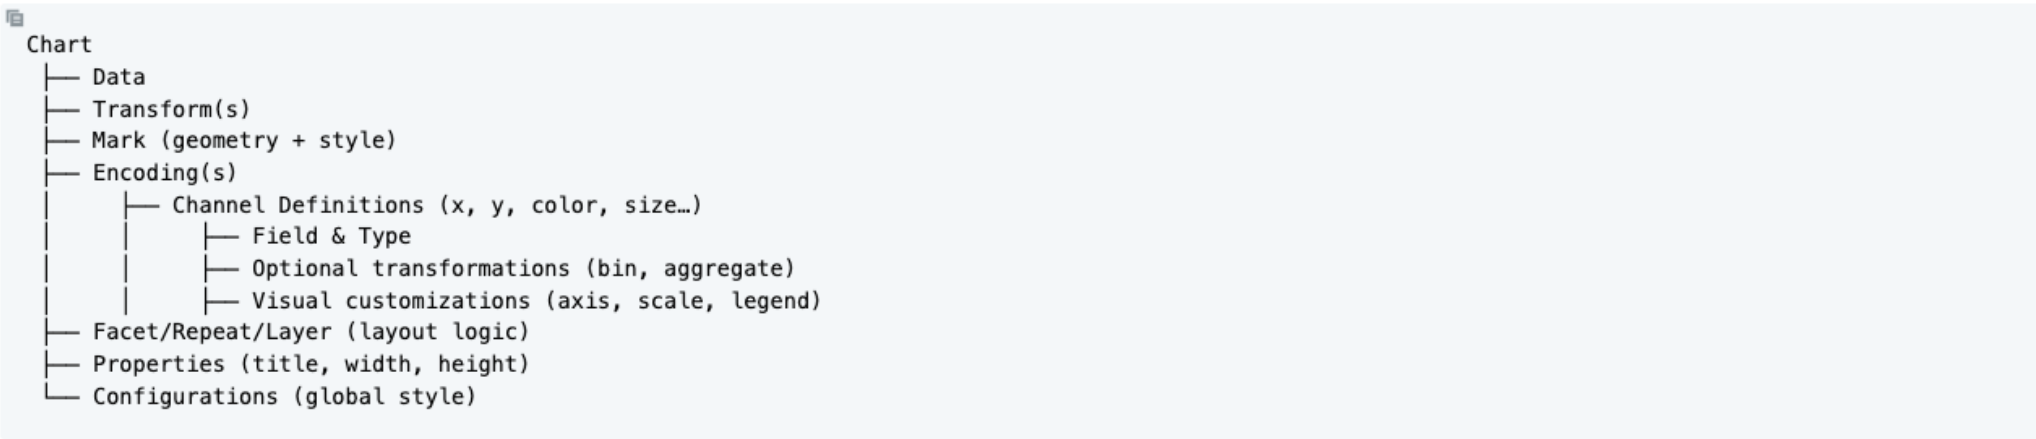 Chart
├── Data
├── Transform(s)
├── Mark (geometry + style)
├── Encoding(s)
│     ├── Channel Definitions (x, y, color, size…)
│     │     ├── Field & Type
│     │     ├── Optional transformations (bin, aggregate)
│     │     ├── Visual customizations (axis, scale, legend)
├── Facet/Repeat/Layer (layout logic)
├── Properties (title, width, height)
└── Configurations (global style)